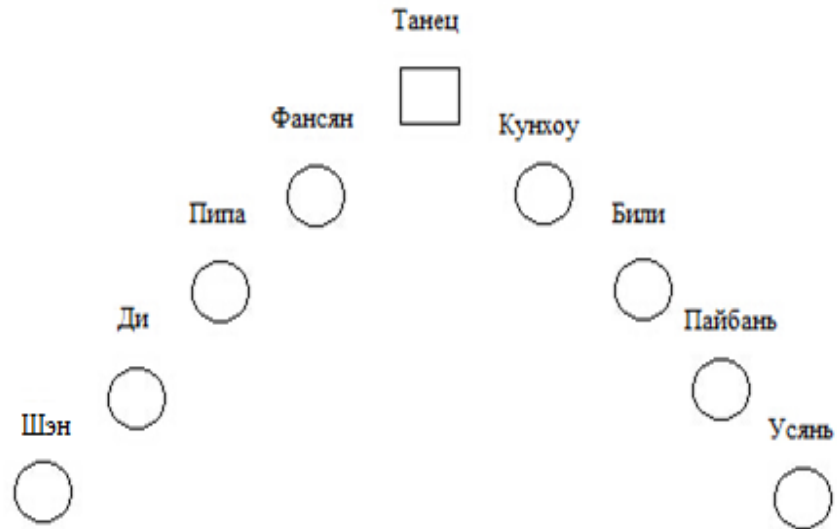 Танец
Фансян
Кунхоу
Пипа
Били
Ди
Пайбань
Шэн
Усянь